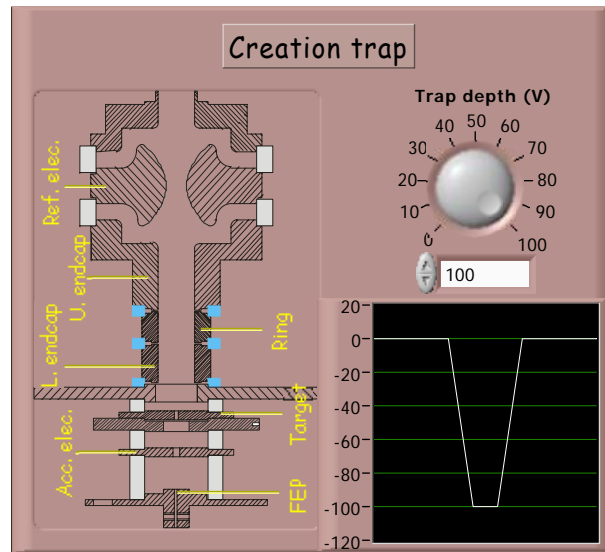 Creation trap
Trap depth (V)
50
40
60
30
70
20
80
10
90
0
100
100
Ref. elec.
U. endcap
L. endcap
Ring
Acc. elec.
Target
FEP
20
0
-20
-40
-60
-80
-100
-120